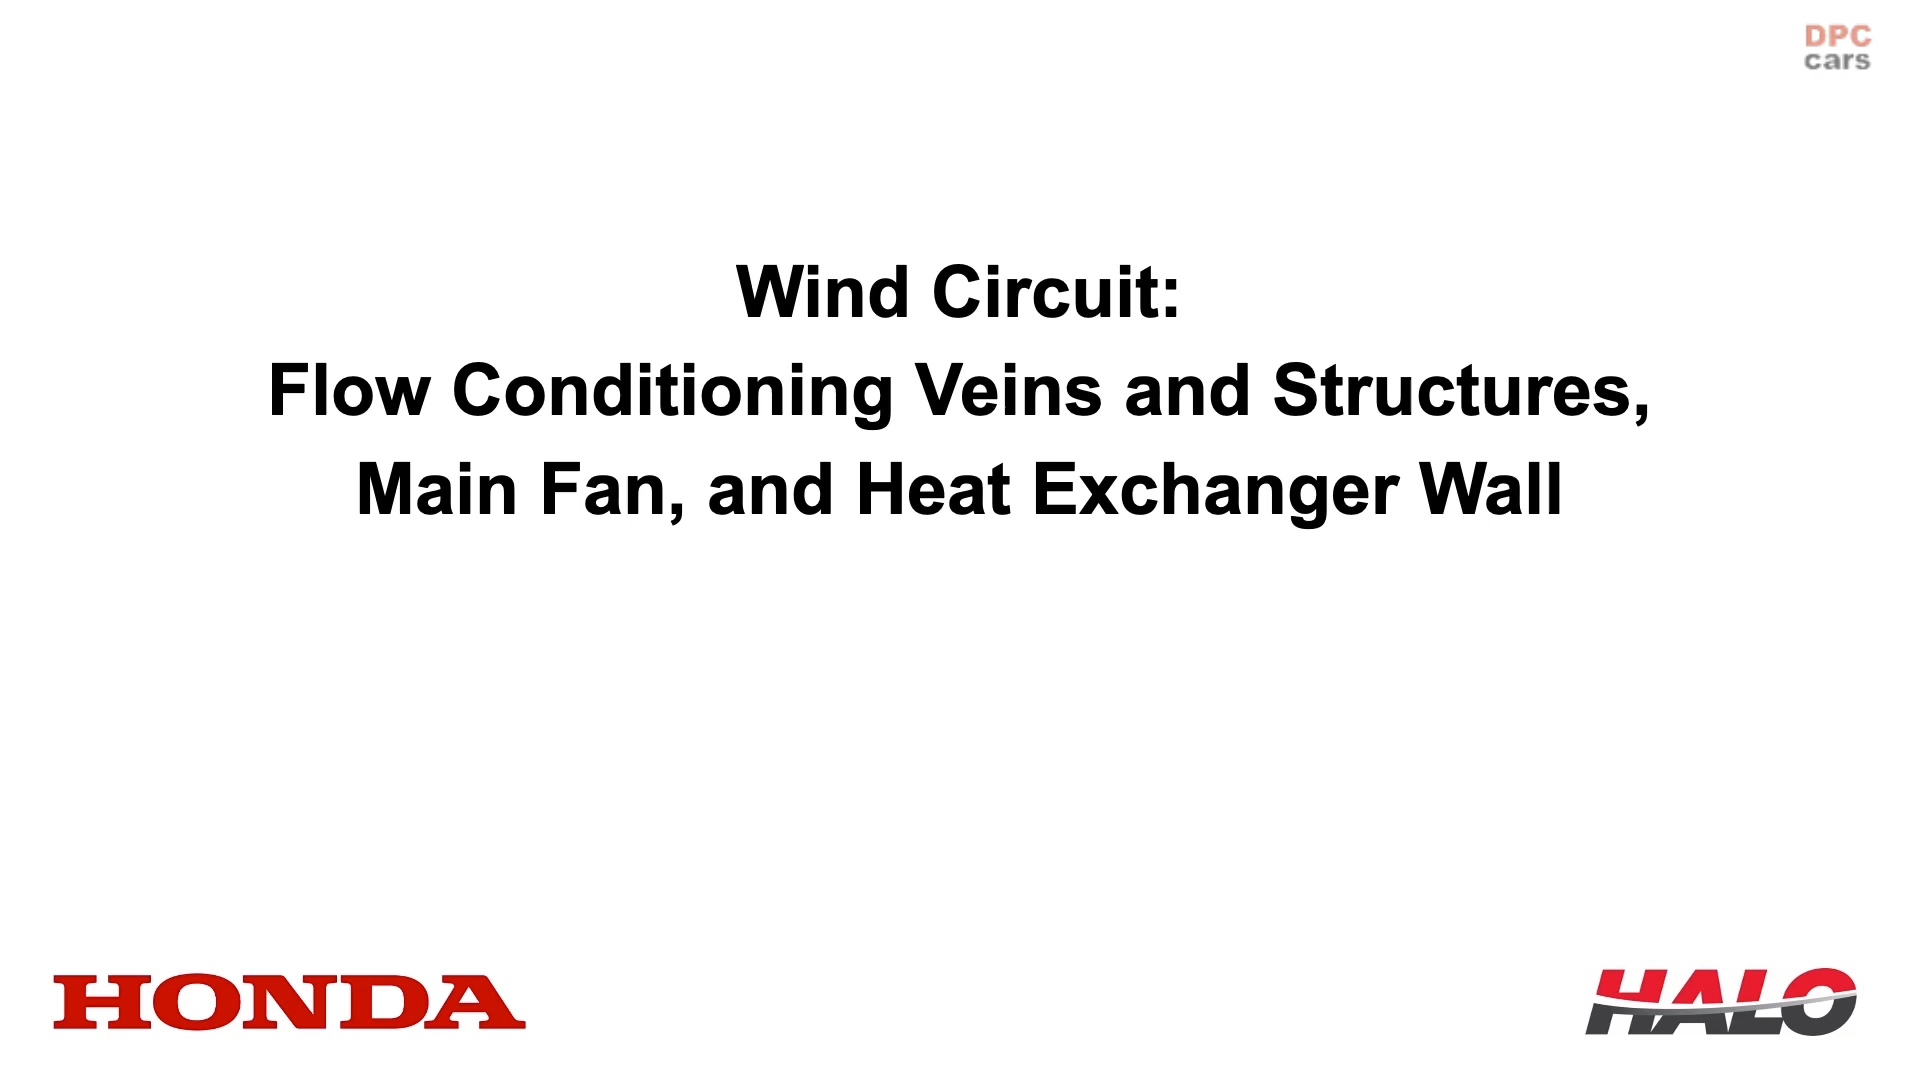 DPC
cars
Wind Circuit:
Flow Conditioning Veins and Structures,
Main Fan, and Heat Exchanger Wall
HONDA
HALO